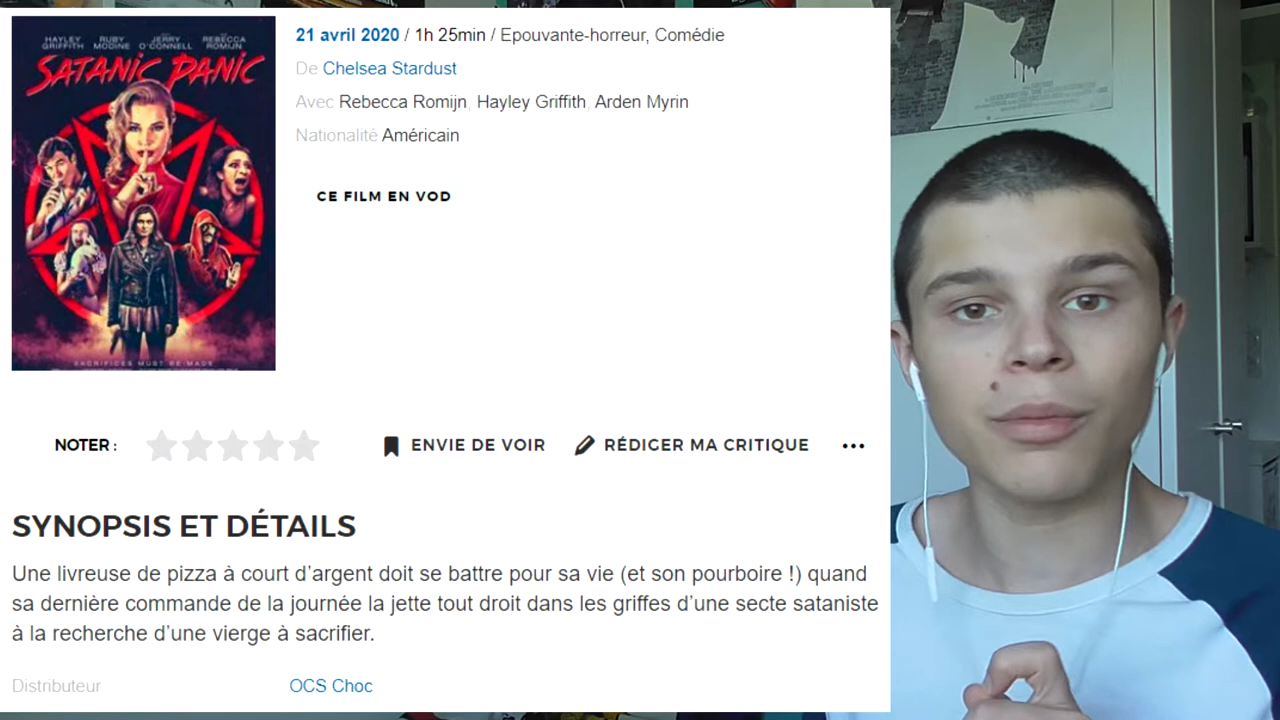 HAYLEY GRIFFITH RUBY MODINE JERRY O'CONNELL REBECCA ROMIJN
SATANIC PANIC
SACRIFICES MUST BE MADE
21 avril 2020 / 1h 25min / Epouvante-horreur, Comédie
De Chelsea Stardust
Avec Rebecca Romijn, Hayley Griffith, Arden Myrin
Nationalité Américain
CE FILM EN VOD
NOTER :
ENVIE DE VOIR
RÉDIGER MA CRITIQUE
SYNOPSIS ET DÉTAILS
Une livreuse de pizza à court d'argent doit se battre pour sa vie (et son pourboire !) quand
sa dernière commande de la journée la jette tout droit dans les griffes d'une secte sataniste
à la recherche d'une vierge à sacrifier.
Distributeur OCS Choc